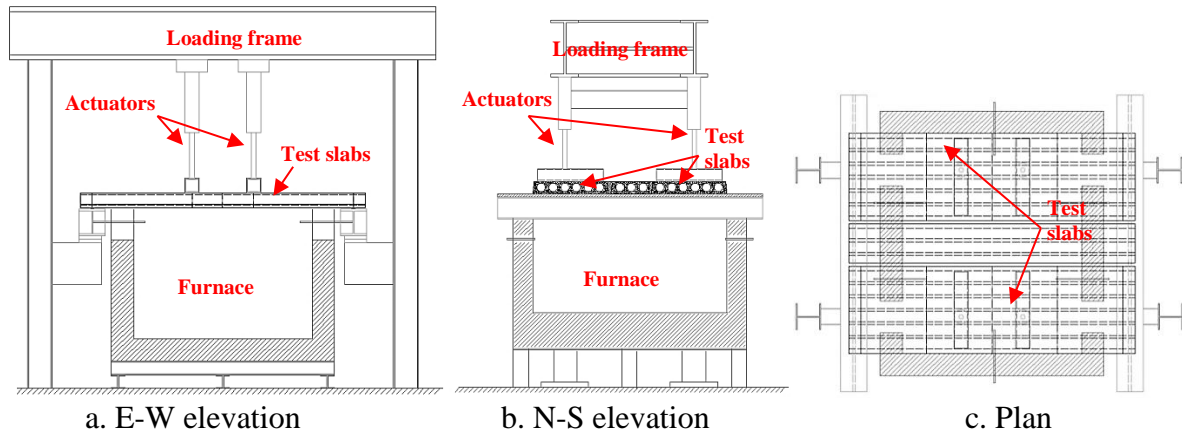 Loading frame
Actuators
Test slabs
Furnace
a. E-W elevation
Loading frame
Actuators
Test
slabs
Furnace
b. N-S elevation
Test
slabs
c. Plan